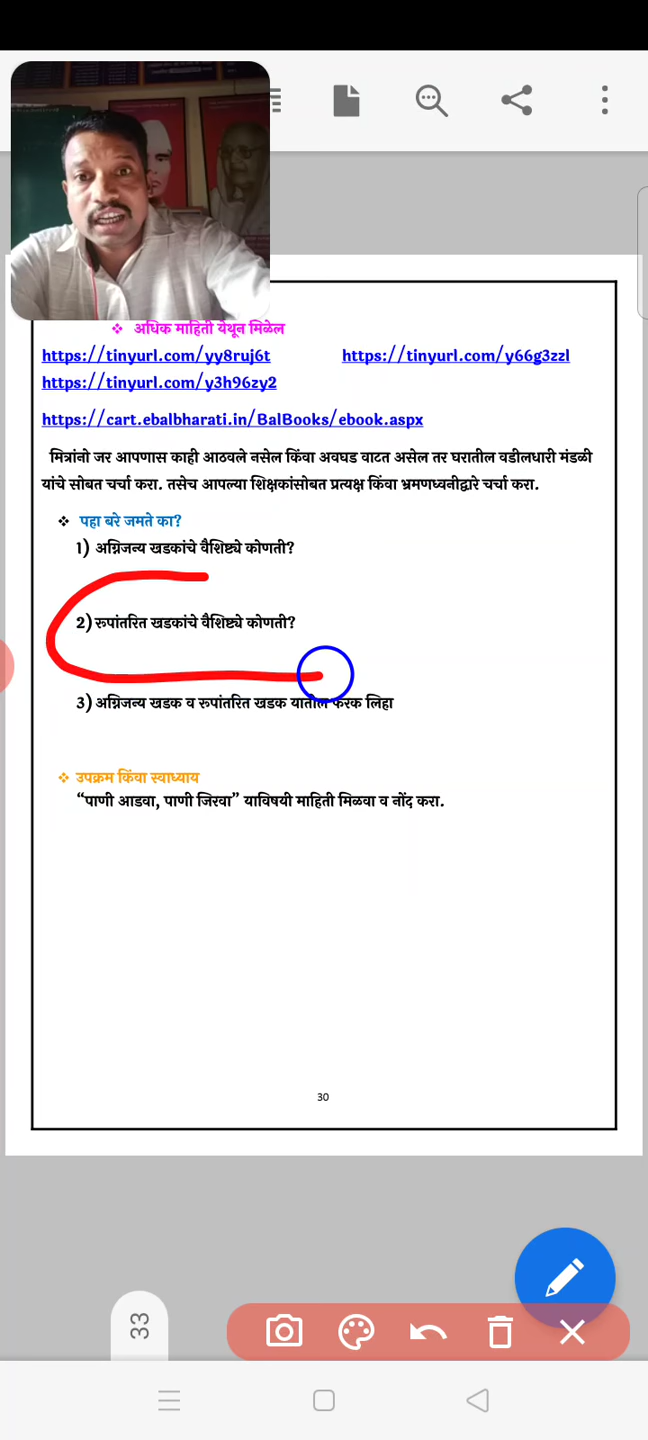 ❖ अधिक माहिती येथून मिळेल
https://tinyurl.com/yy8ruj6t https://tinyurl.com/y66g3zzl
https://tinyurl.com/y3h96zy2
https://cart.ebalbharati.in/BalBooks/ebook.aspx
मित्रांनो जर आपणास काही आठवले नसेल किंवा अवघड वाटत असेल तर घरातील वडीलधारी मंडळी
यांचे सोबत चर्चा करा. तसेच आपल्या शिक्षकांसोबत प्रत्यक्ष किंवा भ्रमणध्वनीद्वारे चर्चा करा.
❖ पहा बरे जमते का?
1) अग्निजन्य खडकांचे वैशिष्ट्ये कोणती?
2) रूपांतरित खडकांचे वैशिष्ट्ये कोणती?
3) अग्निजन्य खडक व रूपांतरित खडक यातील फरक लिहा
❖ उपक्रम किंवा स्वाध्याय
“पाणी आडवा, पाणी जिरवा” याविषयी माहिती मिळवा व नोंद करा.
30
33